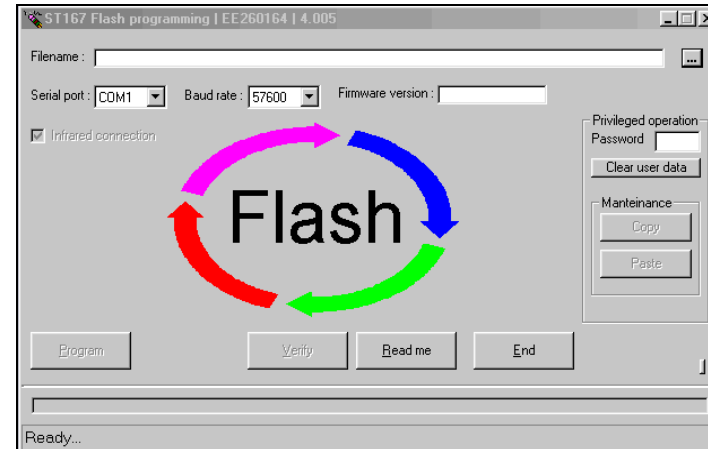 ST167 Flash programming | EE260164 | 4.005
Filename :
...
Serial port : COM1 Baud rate : 57600 Firmware version :
Infrared connection
Privileged operation
Password
Clear user data
Manteinance
Copy
Paste
Flash
Program Verify Read me End
Ready...